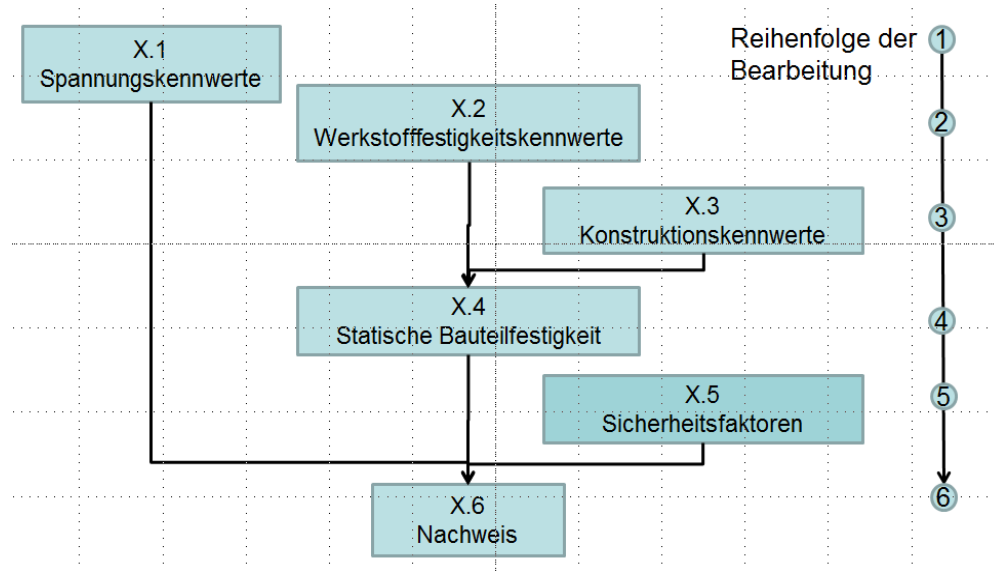 X.1
Spannungskennwerte
Reihenfolge der
Bearbeitung
1
X.2
Werkstofffestigkeitskennwerte
2
X.3
Konstruktionskennwerte
3
X.4
Statische Bauteilfestigkeit
4
X.5
Sicherheitsfaktoren
5
X.6
Nachweis
6